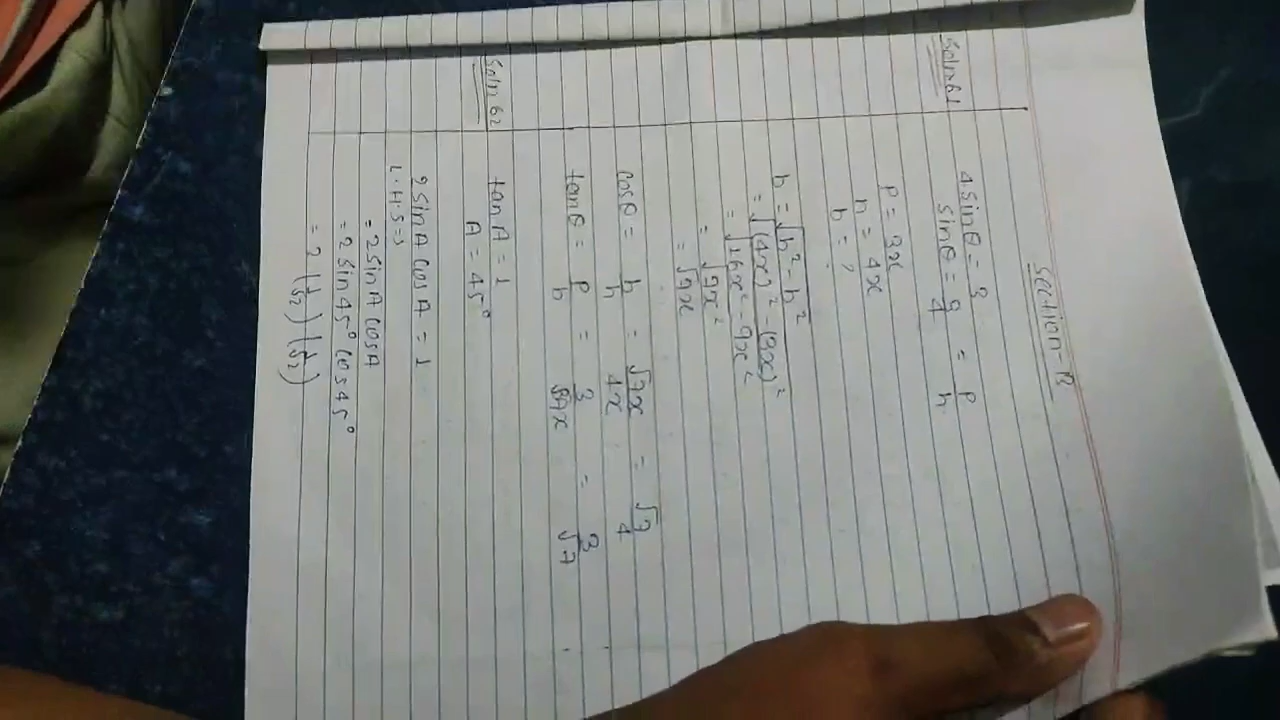 Section-B
Soln 61
4 sinθ = 3
sinθ = 3/4 = P/h
P = 3x
h = 4x
b = ?
b = √h² - b²
= √(4x)² - (3x)²
= √16x² - 9x²
= √7x²
= √7x
cosθ = b/h = √7x/4x = √7/4
tanθ = P/b = 3/√7x = 3/√7
Soln 62
tan A = 1
A = 45°
2 sin A cos A = 1
L.H.S ⇒
= 2 sin A cos A
= 2 sin 45° cos 45°
= 2 (1/√2) (1/√2)